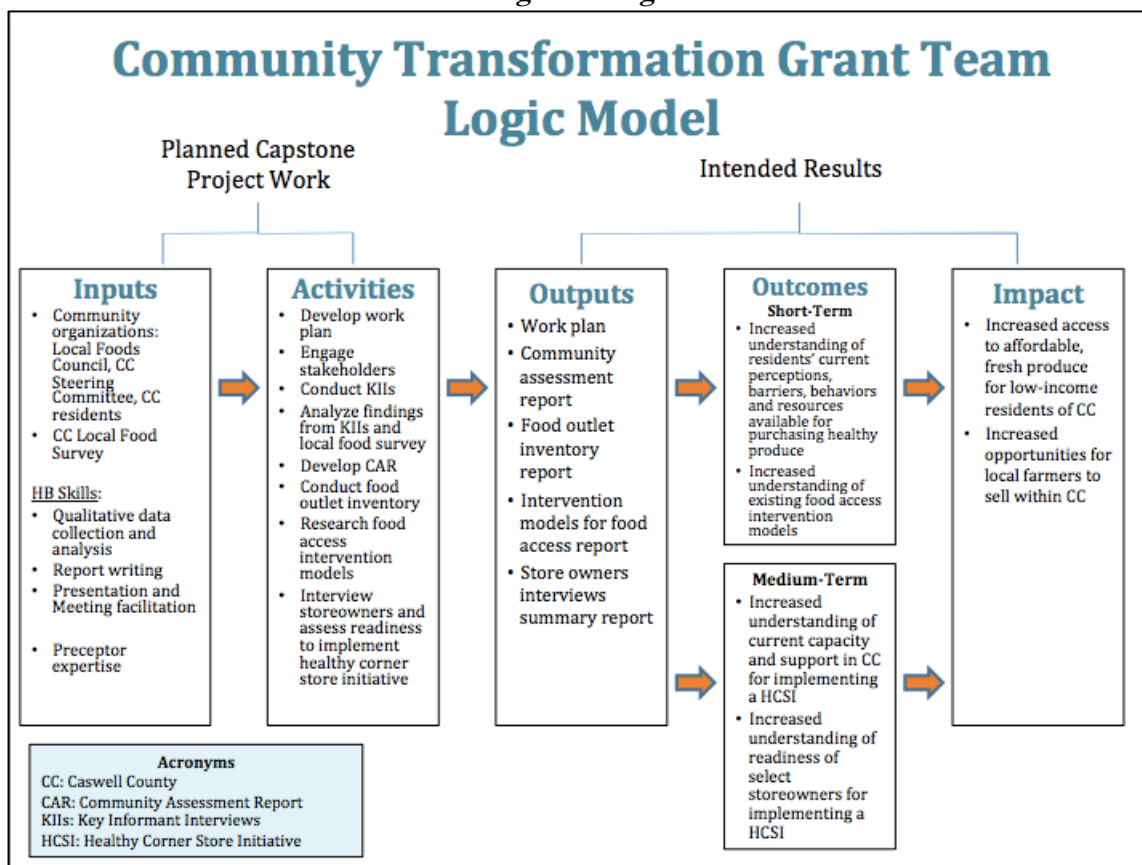 Community Transformation Grant Team
Logic Model
Planned Capstone
Project Work
Intended Results
Inputs
• Community
organizations:
Local Foods
Council, CC
Steering
Committee, CC
residents
• CC Local Food
Survey
HB Skills:
• Qualitative data
collection and
analysis
• Report writing
• Presentation and
Meeting facilitation
• Preceptor
expertise
Activities
• Develop work
plan
• Engage
stakeholders
• Conduct KIIs
• Analyze findings
from KIIs and
local food survey
• Develop CAR
• Conduct food
outlet inventory
• Research food
access
intervention
models
• Interview
storeowners and
assess readiness
to implement
healthy corner
store initiative
Outputs
• Work plan
• Community
assessment
report
• Food outlet
inventory
report
• Intervention
models for food
access report
• Store owners
interviews
summary report
Outcomes
Short-Term
• Increased
understanding of
residents' current
perceptions,
barriers, behaviors
and resources
available for
purchasing healthy
produce
• Increased
understanding of
existing food access
intervention
models
Medium-Term
• Increased
understanding of
current capacity
and support in CC
for implementing
a HCSI
• Increased
understanding of
readiness of
select
storeowners for
implementing a
HCSI
Impact
• Increased access
to affordable,
fresh produce
for low-income
residents of CC
• Increased
opportunities for
local farmers to
sell within CC
Acronyms
CC: Caswell County
CAR: Community Assessment Report
KIIs: Key Informant Interviews
HCSI: Healthy Corner Store Initiative